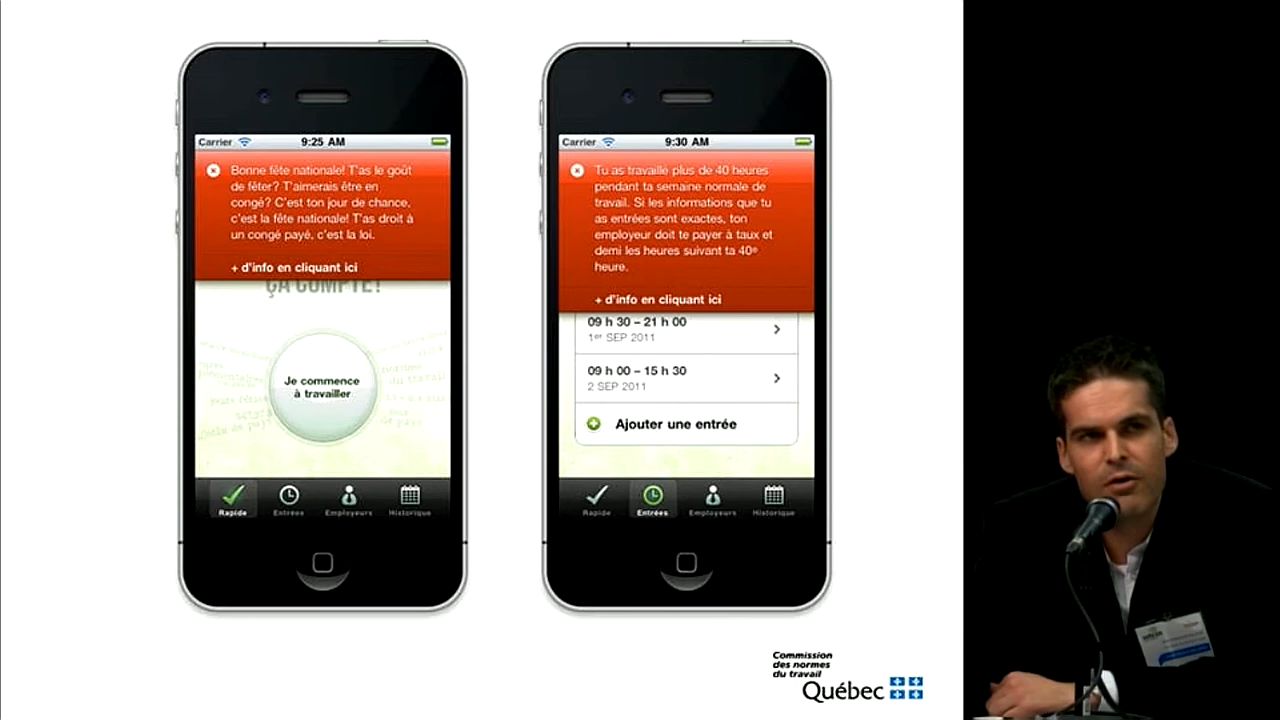 Carrier 9:25 AM
Bonne fête nationale! T'as le goût
de fêter? T'aimerais être en
congé? C'est ton jour de chance,
c'est la fête nationale! T'as droit à
un congé payé, c'est la loi.
+ d'info en cliquant ici
ÇA COMPTE!
Je commence
à travailler
Rapide Entrées Employeurs Historique
Carrier 9:30 AM
Tu as travaillé plus de 40 heures
pendant ta semaine normale de
travail. Si les informations que tu
as entrées sont exactes, ton
employeur doit te payer à taux et
demi les heures suivant ta 40e
heure.
+ d'info en cliquant ici
09 h 30 – 21 h 00
1er SEP 2011
09 h 00 – 15 h 30
2 SEP 2011
Ajouter une entrée
Rapide Entrées Employeurs Historique
Commission
des normes
du travail
Québec